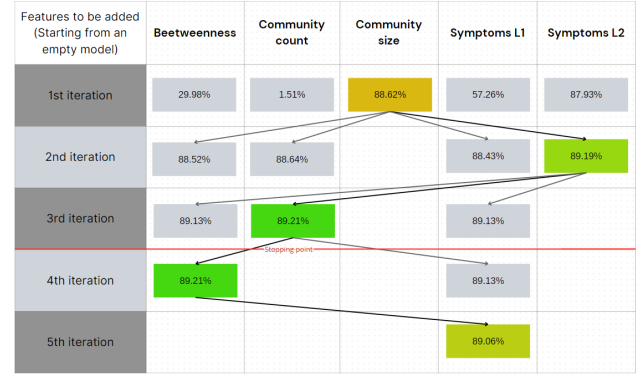 Features to be added
(Starting from an
empty model)
Beetweenness
Community
count
Community
size
Symptoms L1
Symptoms L2
1st iteration
29.98%
1.51%
88.62%
57.26%
87.93%
2nd iteration
88.52%
88.64%
88.43%
89.19%
3rd iteration
89.13%
89.21%
89.13%
Stopping point
4th iteration
89.21%
89.13%
5th iteration
89.06%